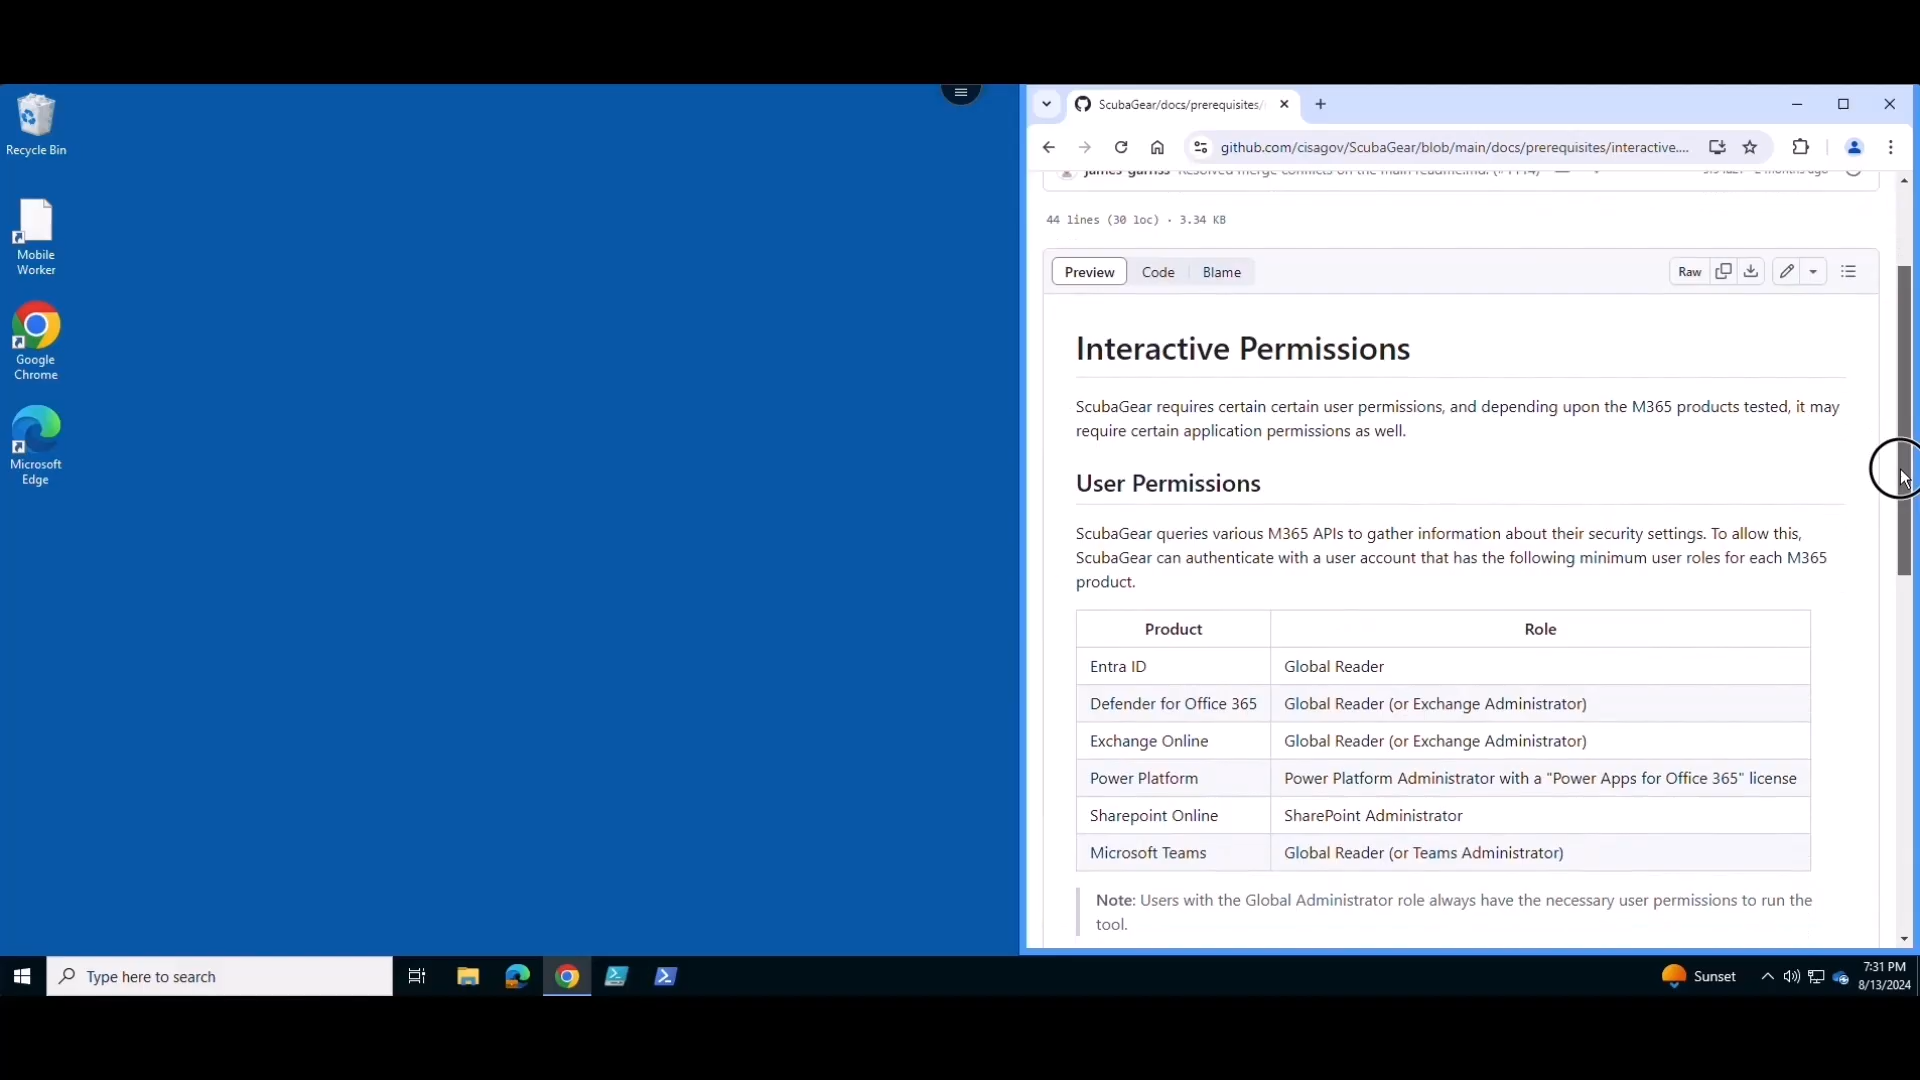 Recycle Bin
Mobile
Worker
Google
Chrome
Microsoft
Edge
ScubaGear/docs/prerequisites/
github.com/cisagov/ScubaGear/blob/main/docs/prerequisites/interactive....
44 lines (30 loc) · 3.34 KB
Preview
Code
Blame
Raw
Interactive Permissions
ScubaGear requires certain certain user permissions, and depending upon the M365 products tested, it may
require certain application permissions as well.
User Permissions
ScubaGear queries various M365 APIs to gather information about their security settings. To allow this,
ScubaGear can authenticate with a user account that has the following minimum user roles for each M365
product.
Product Role
Entra ID Global Reader
Defender for Office 365 Global Reader (or Exchange Administrator)
Exchange Online Global Reader (or Exchange Administrator)
Power Platform Power Platform Administrator with a "Power Apps for Office 365" license
Sharepoint Online SharePoint Administrator
Microsoft Teams Global Reader (or Teams Administrator)
Note: Users with the Global Administrator role always have the necessary user permissions to run the
tool.
Type here to search
Sunset
7:31 PM
8/13/2024